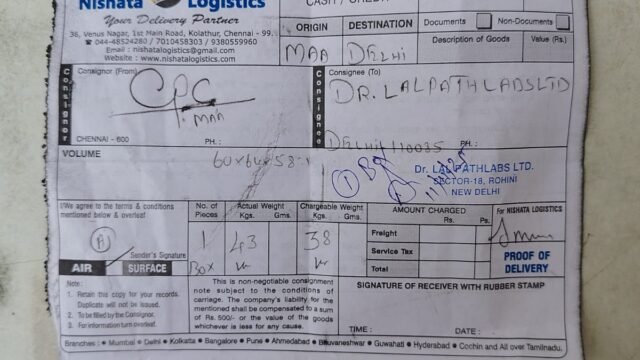 Nishata Logistics
Your Delivery Partner
36, Venus Nagar, 1st Main Road, Kolathur, Chennai - 99.
044-48524280 / 7010458303 / 9380559960
Email : nishatalogistics@gmail.com
Website : www.nishatalogistics.com
CASH / CREDIT
ORIGIN
DESTINATION
Documents
Non-Documents
MAA
DELHI
Description of Goods
Value (Rs.)
Consignor
Consignor (From)
CPC
MAA
CHENNAI - 600
PH. :
Consignee
Consignee (To)
DR. LALPATHLABS LTD
DELHI 110035
PH. :
VOLUME
Dr. LAL PATHLABS LTD.
SECTOR-18, ROHINI
NEW DELHI
1
I/We agree to the terms & conditions
mentioned below & overleaf
Sender's Signature
AIR
SURFACE
No. of
Pieces
1
BOX
Actual Weight
Kgs. Gms.
43
Chargeable Weight
Kgs. Gms.
38
AMOUNT CHARGED
Rs. Ps.
Freight
Service Tax
Total
For NISHATA LOGISTICS
PROOF OF
DELIVERY
Note :
1. Retain this copy for your records.
Duplicate will not be issued.
2. To be filled by the Consignor.
3. For information turn overleaf.
This is non-negotiable consignment
note subject to the conditions of
carriage. The company's liability for the
mentioned shall be compensated to a sum
of Rs. 500/- or the value of the goods
whichever is less for any cause.
SIGNATURE OF RECEIVER WITH RUBBER STAMP
TIME :
DATE :
Branches : • Mumbai • Delhi • Kolkatta • Bangalore • Pune • Ahmedabad • Bhuvaneshwar • Guwahati • Hyderabad • Cochin and All over Tamilnadu.